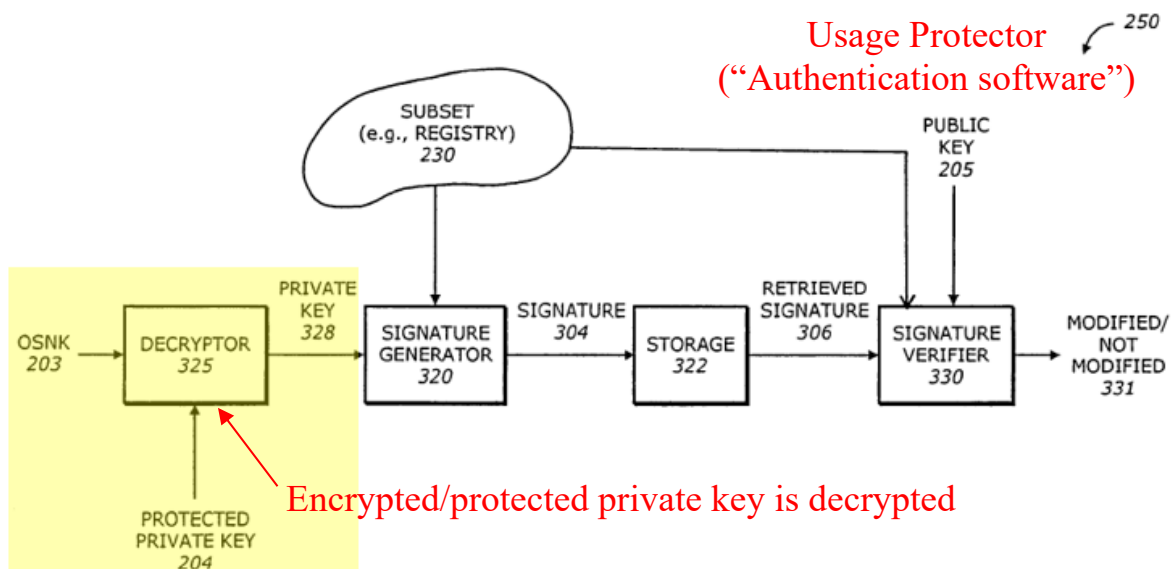 Usage Protector
(“Authentication software”)
250
SUBSET
(e.g., REGISTRY)
230
PUBLIC
KEY
205
OSNK
203
DECRYPTOR
325
PRIVATE
KEY
328
SIGNATURE
GENERATOR
320
SIGNATURE
304
STORAGE
322
RETRIEVED
SIGNATURE
306
SIGNATURE
VERIFIER
330
MODIFIED/
NOT
MODIFIED
331
Encrypted/protected private key is decrypted
PROTECTED
PRIVATE KEY
204